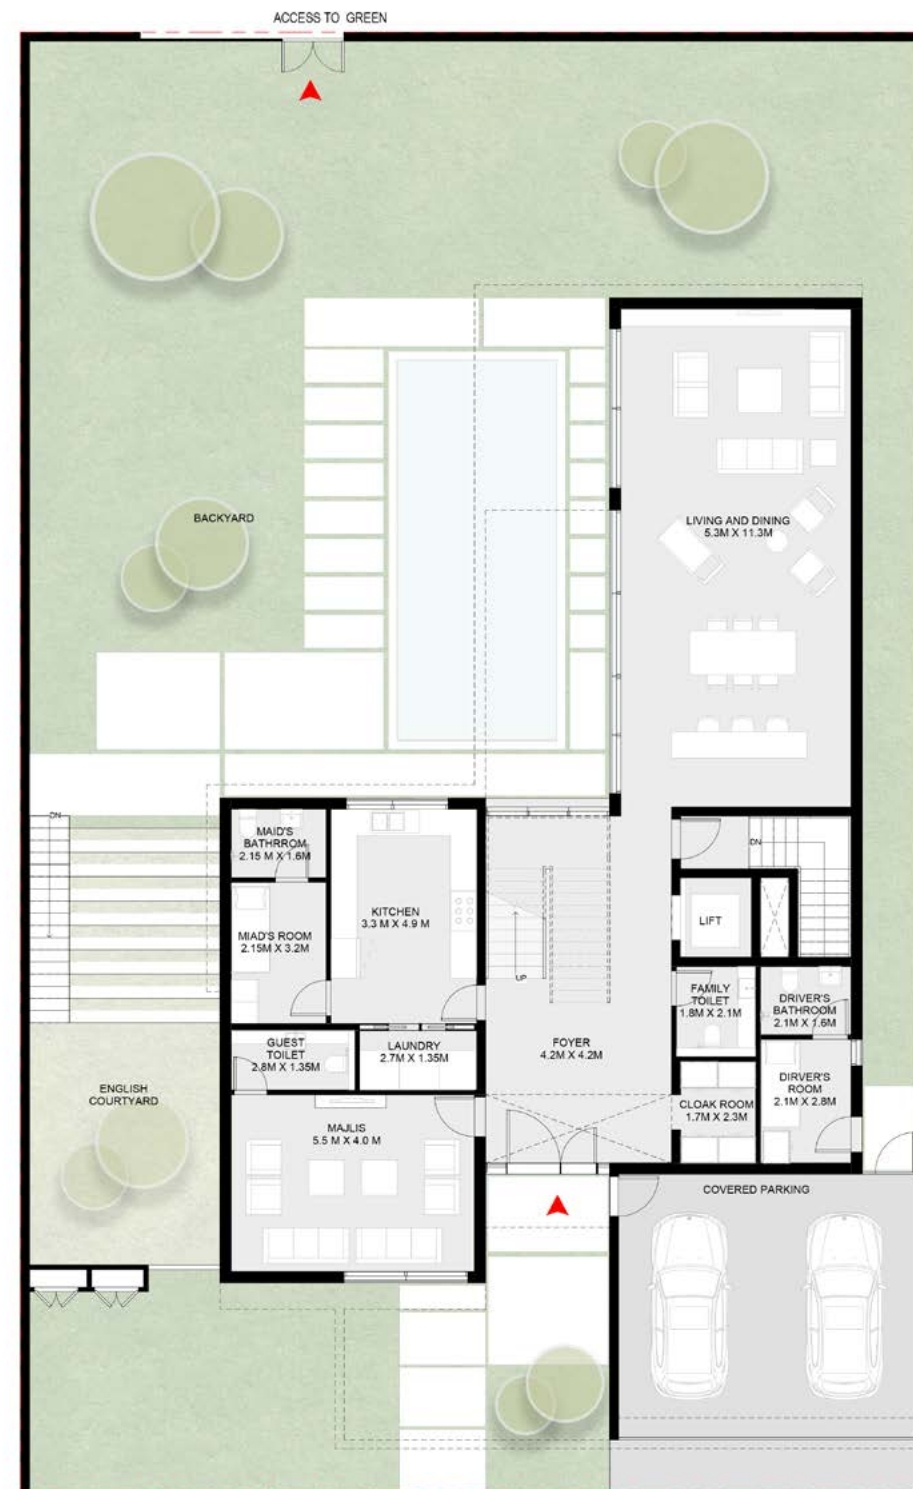 ACCESS TO GREEN
BACKYARD
LIVING AND DINING
5.3M X 11.3M
DN
MAID'S
BATHRROM
2.15 M X 1.6M
DN
KITCHEN
3.3 M X 4.9 M
LIFT
MIAD'S ROOM
2.15M X 3.2M
UP
FAMILY
TOILET
1.8M X 2.1M
DRIVER'S
BATHROOM
2.1M X 1.6M
GUEST
TOILET
2.8M X 1.35M
LAUNDRY
2.7M X 1.35M
FOYER
4.2M X 4.2M
DIRVER'S
ROOM
2.1M X 2.8M
ENGLISH
COURTYARD
CLOAK ROOM
1.7M X 2.3M
MAJLIS
5.5 M X 4.0 M
COVERED PARKING